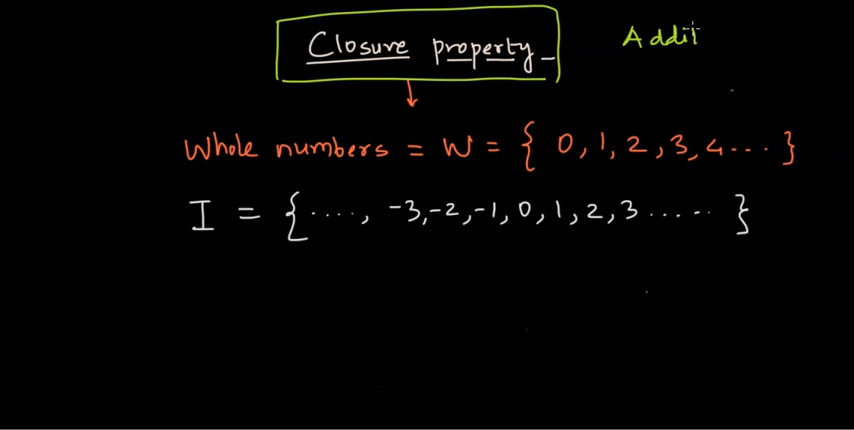 Closure property Addit
Whole numbers = W = { 0, 1, 2, 3, 4... }
I = { ...., -3, -2, -1, 0, 1, 2, 3 ..... }